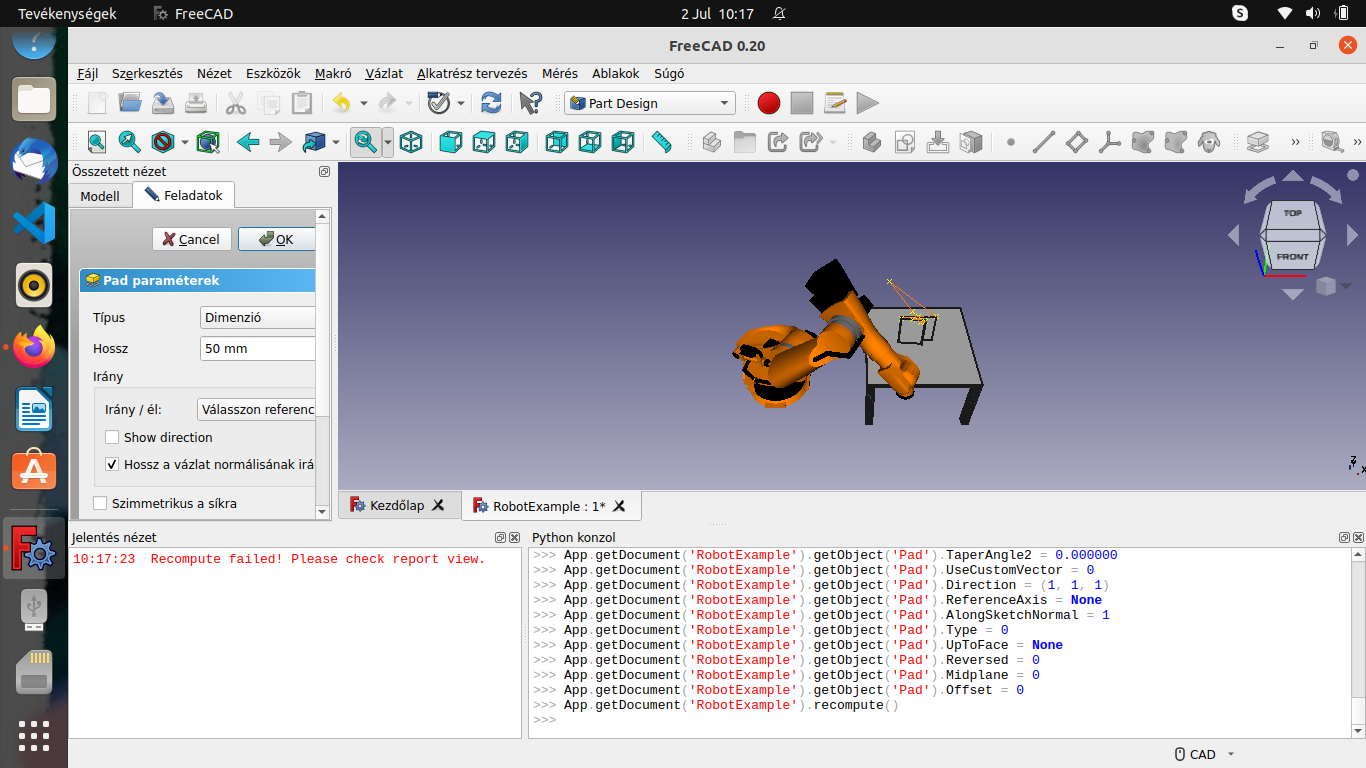 Tevékenységek
FreeCAD
2 Jul 10:17
FreeCAD 0.20
Fájl Szerkesztés Nézet Eszközök Makró Vázlat Alkatrész tervezés Mérés Ablakok Súgó
Part Design
Összetett nézet
Modell
Feladatok
Cancel
OK
Pad paraméterek
Típus
Dimenzió
Hossz
50 mm
Irány
Irány / él:
Válasszon referenc
Show direction
Hossz a vázlat normálisának irá
Szimmetrikus a síkra
TOP
FRONT
Z
X
Kezdőlap
RobotExample : 1*
Jelentés nézet
10:17:23  Recompute failed! Please check report view.
Python konzol
>>> App.getDocument('RobotExample').getObject('Pad').TaperAngle2 = 0.000000
>>> App.getDocument('RobotExample').getObject('Pad').UseCustomVector = 0
>>> App.getDocument('RobotExample').getObject('Pad').Direction = (1, 1, 1)
>>> App.getDocument('RobotExample').getObject('Pad').ReferenceAxis = None
>>> App.getDocument('RobotExample').getObject('Pad').AlongSketchNormal = 1
>>> App.getDocument('RobotExample').getObject('Pad').Type = 0
>>> App.getDocument('RobotExample').getObject('Pad').UpToFace = None
>>> App.getDocument('RobotExample').getObject('Pad').Reversed = 0
>>> App.getDocument('RobotExample').getObject('Pad').Midplane = 0
>>> App.getDocument('RobotExample').getObject('Pad').Offset = 0
>>> App.getDocument('RobotExample').recompute()
>>>
CAD